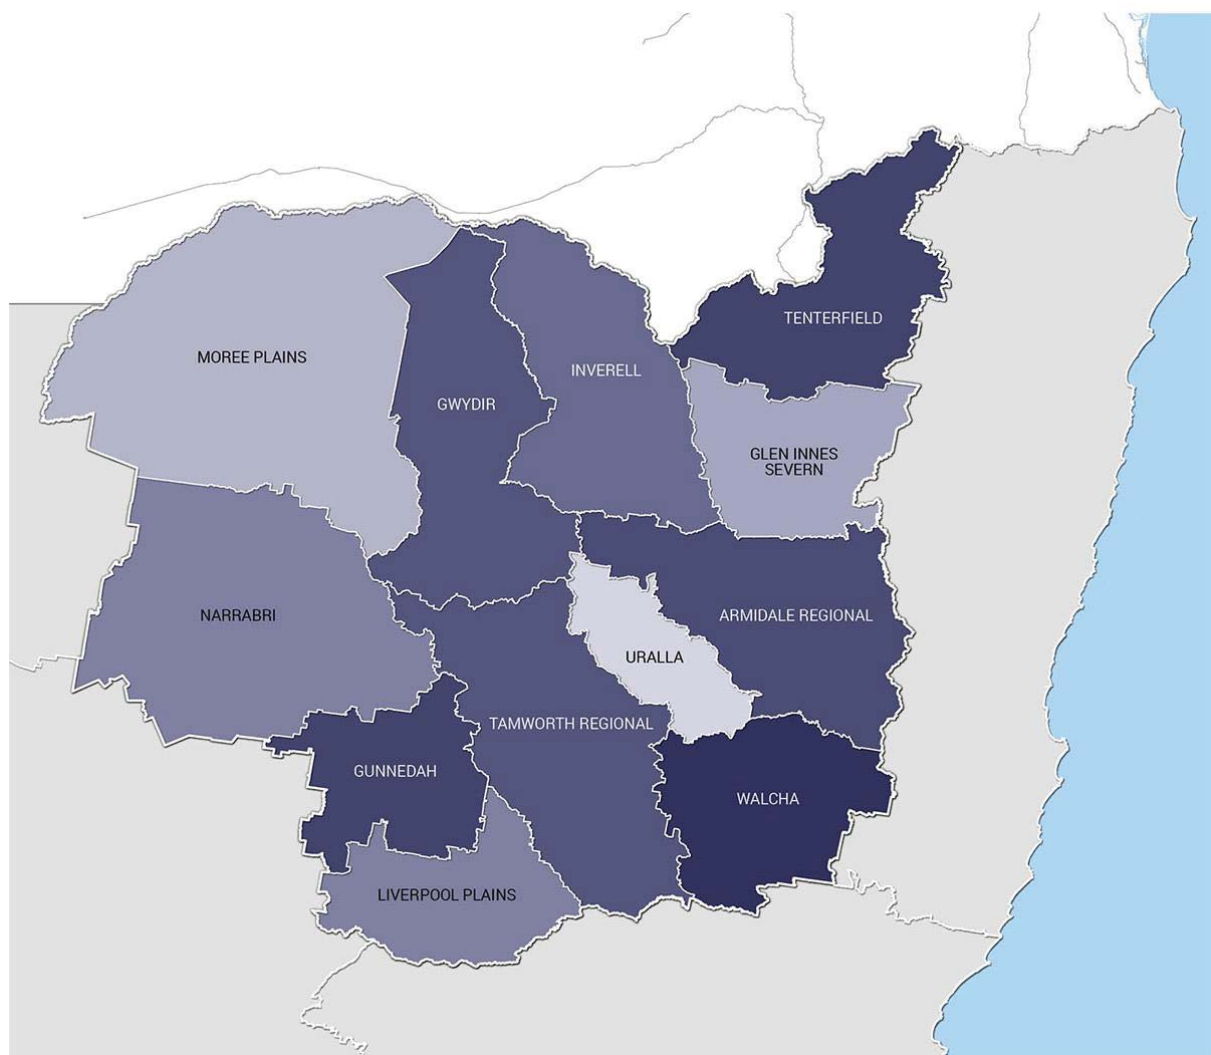 TENTERFIELD
MOREE PLAINS
INVERELL
GWYDIR
GLEN INNES
SEVERN
NARRABRI
ARMIDALE REGIONAL
URALLA
TAMWORTH REGIONAL
GUNNEDAH
WALCHA
LIVERPOOL PLAINS